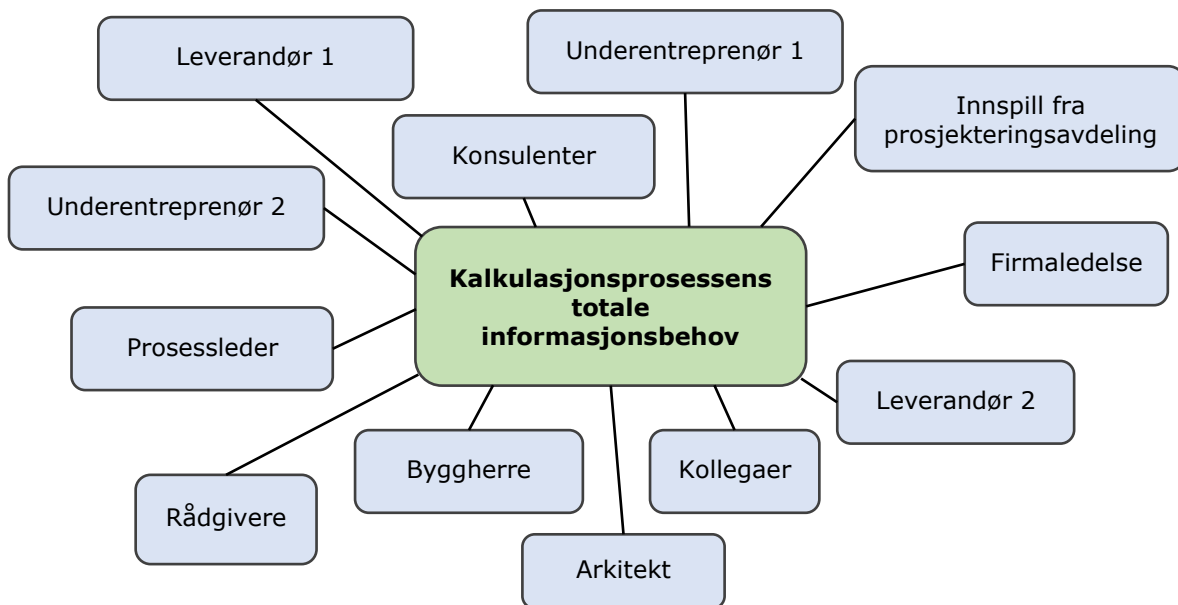 Leverandør 1
Underentreprenør 1
Innspill fra
prosjekteringsavdeling
Konsulenter
Underentreprenør 2
Kalkulasjonsprosessens
totale
informasjonsbehov
Firmaledelse
Prosessleder
Leverandør 2
Byggherre
Kollegaer
Rådgivere
Arkitekt